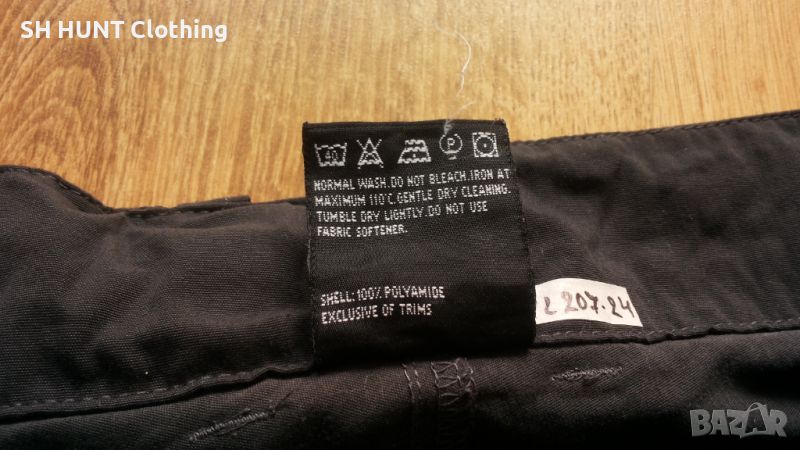 SH HUNT Clothing
40 P
NORMAL WASH.DO NOT BLEACH.IRON AT
MAXIMUM 110°C.GENTLE DRY CLEANING.
TUMBLE DRY LIGHTLY.DO NOT USE
FABRIC SOFTENER.
SHELL:100% POLYAMIDE
EXCLUSIVE OF TRIMS
L 207.24
BAZAR